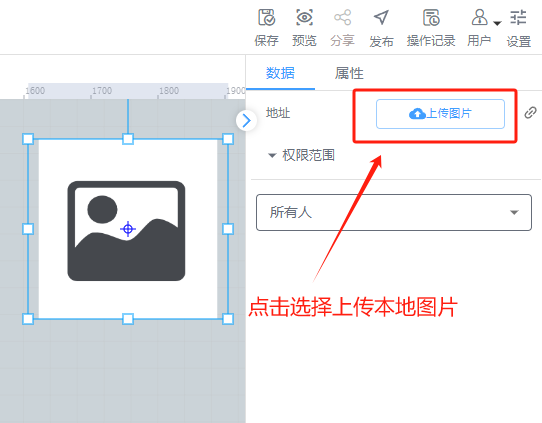 保存 预览 分享 发布 操作记录 用户 设置
数据 属性
1600 1700 1800 1900
地址 上传图片
权限范围
所有人
点击选择上传本地图片